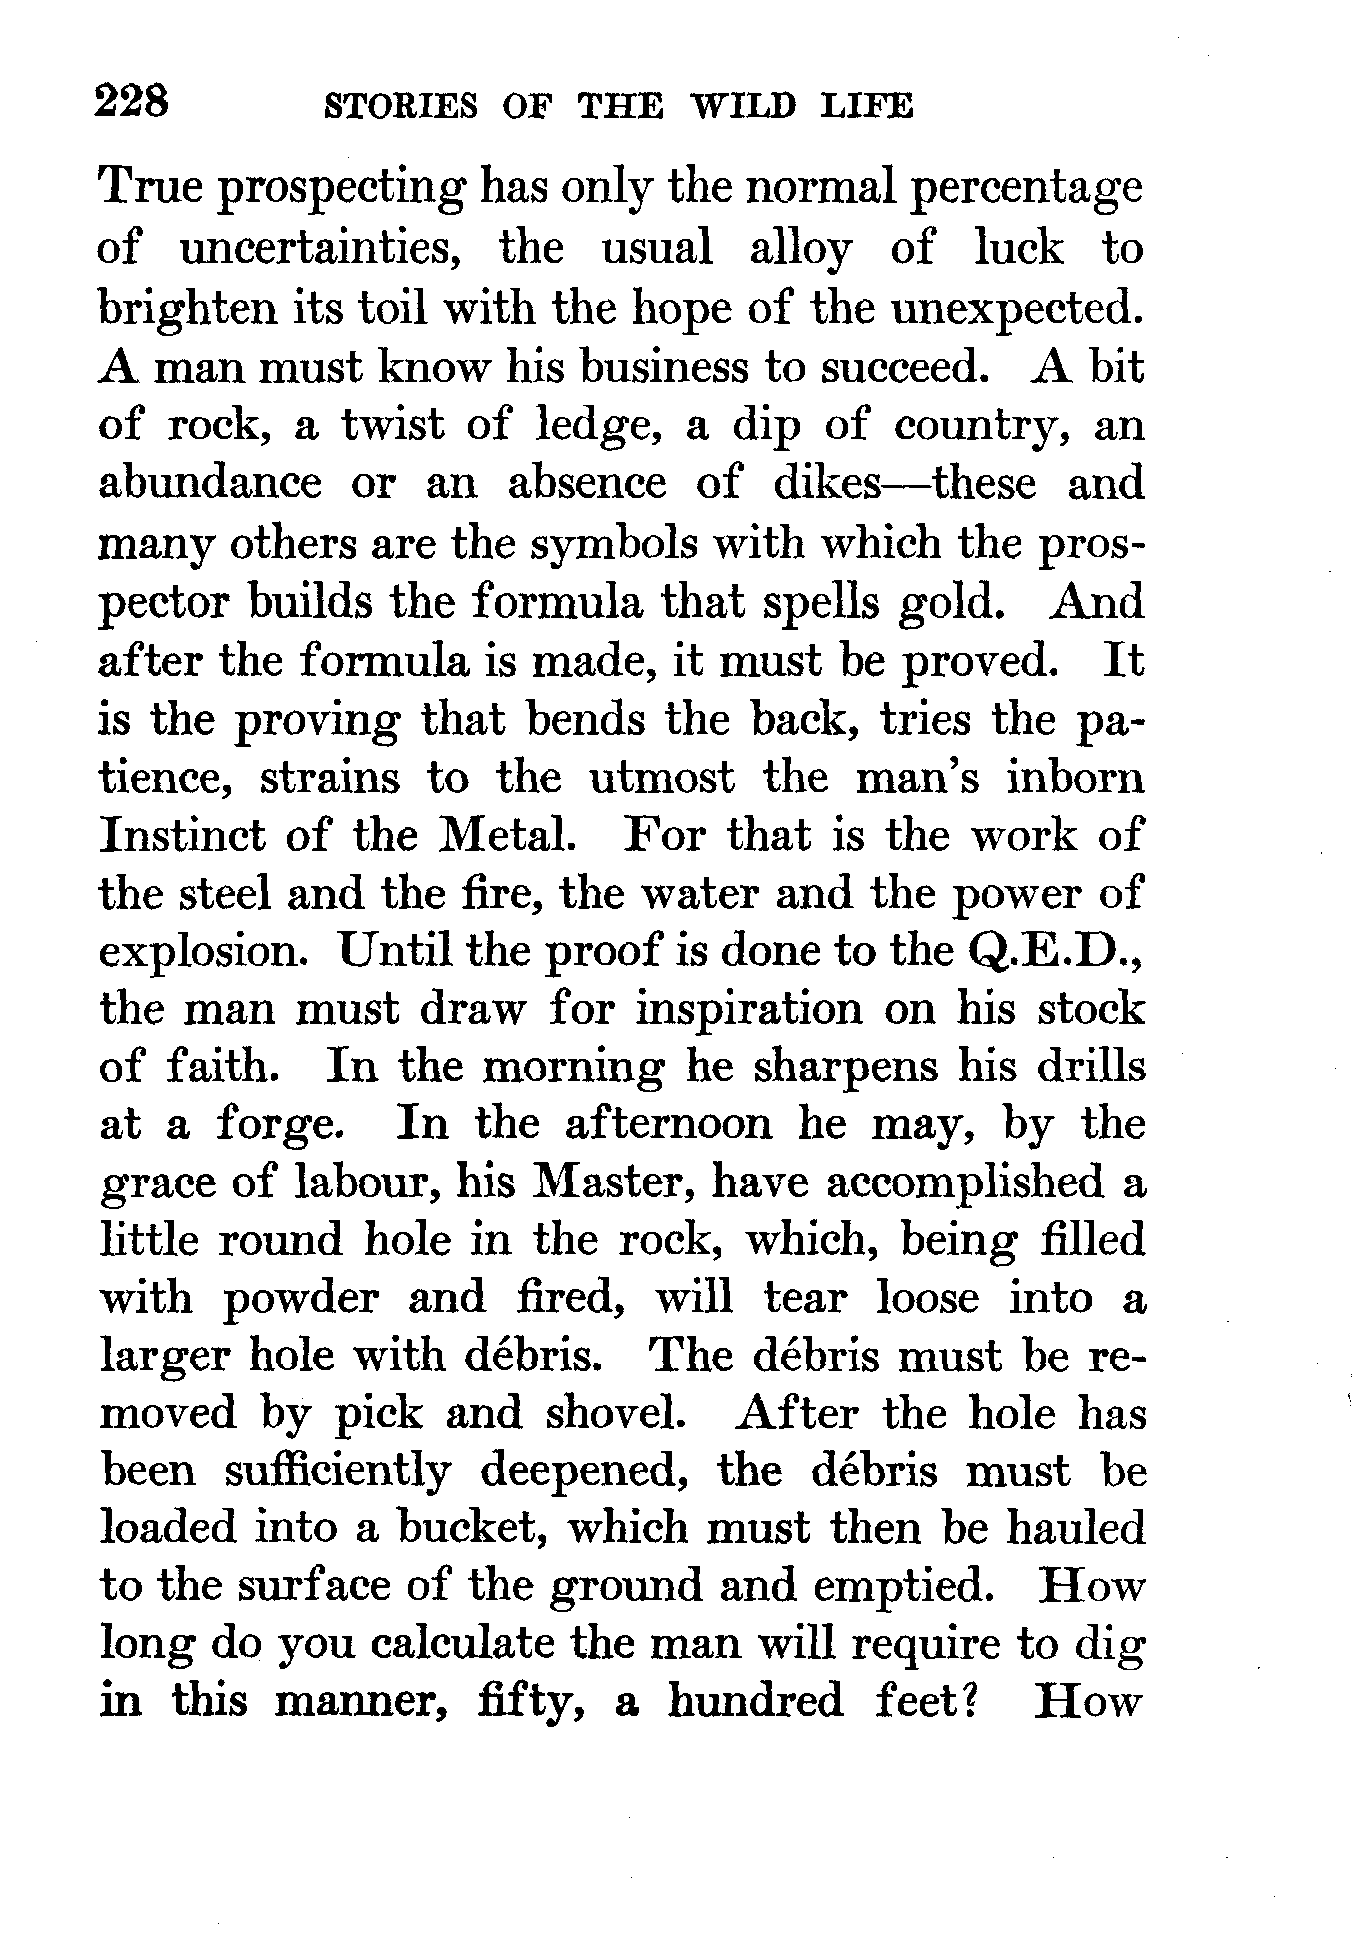 228 STORIES OF THE WILD LIFE
True prospecting has only the normal percentage
of uncertainties, the usual alloy of luck to
brighten its toil with the hope of the unexpected.
A man must know his business to succeed. A bit
of rock, a twist of ledge, a dip of country, an
abundance or an absence of dikes—these and
many others are the symbols with which the pros-
pector builds the formula that spells gold. And
after the formula is made, it must be proved. It
is the proving that bends the back, tries the pa-
tience, strains to the utmost the man's inborn
Instinct of the Metal. For that is the work of
the steel and the fire, the water and the power of
explosion. Until the proof is done to the Q.E.D.,
the man must draw for inspiration on his stock
of faith. In the morning he sharpens his drills
at a forge. In the afternoon he may, by the
grace of labour, his Master, have accomplished a
little round hole in the rock, which, being filled
with powder and fired, will tear loose into a
larger hole with débris. The débris must be re-
moved by pick and shovel. After the hole has
been sufficiently deepened, the débris must be
loaded into a bucket, which must then be hauled
to the surface of the ground and emptied. How
long do you calculate the man will require to dig
in this manner, fifty, a hundred feet? How